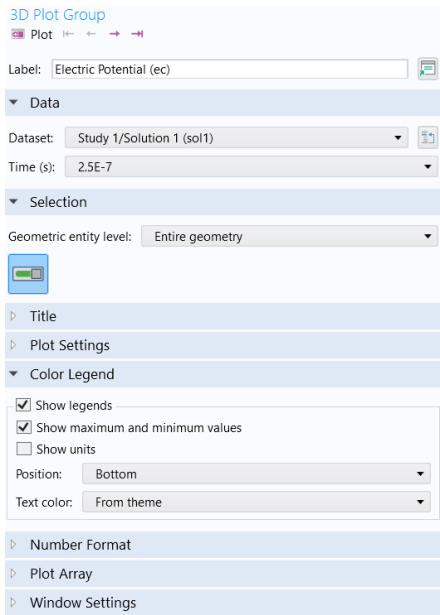 3D Plot Group
Plot
Label: Electric Potential (ec)
Data
Dataset: Study 1/Solution 1 (sol1)
Time (s): 2.5E-7
Selection
Geometric entity level: Entire geometry
Title
Plot Settings
Color Legend
Show legends
Show maximum and minimum values
Show units
Position: Bottom
Text color: From theme
Number Format
Plot Array
Window Settings